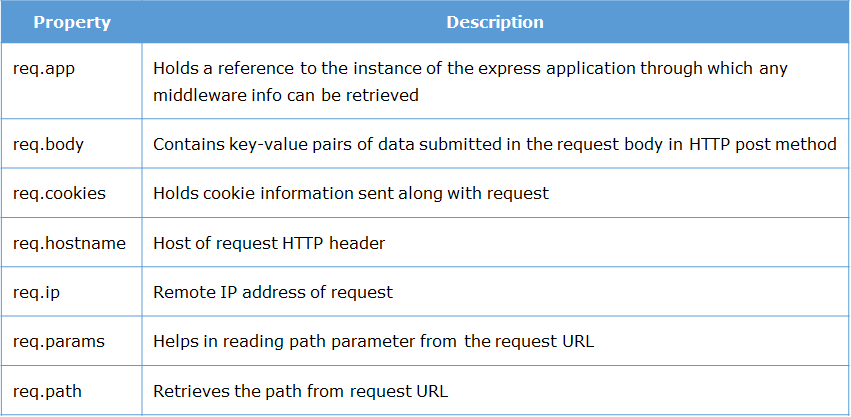 Property Description
req.app Holds a reference to the instance of the express application through which any
middleware info can be retrieved
req.body Contains key-value pairs of data submitted in the request body in HTTP post method
req.cookies Holds cookie information sent along with request
req.hostname Host of request HTTP header
req.ip Remote IP address of request
req.params Helps in reading path parameter from the request URL
req.path Retrieves the path from request URL